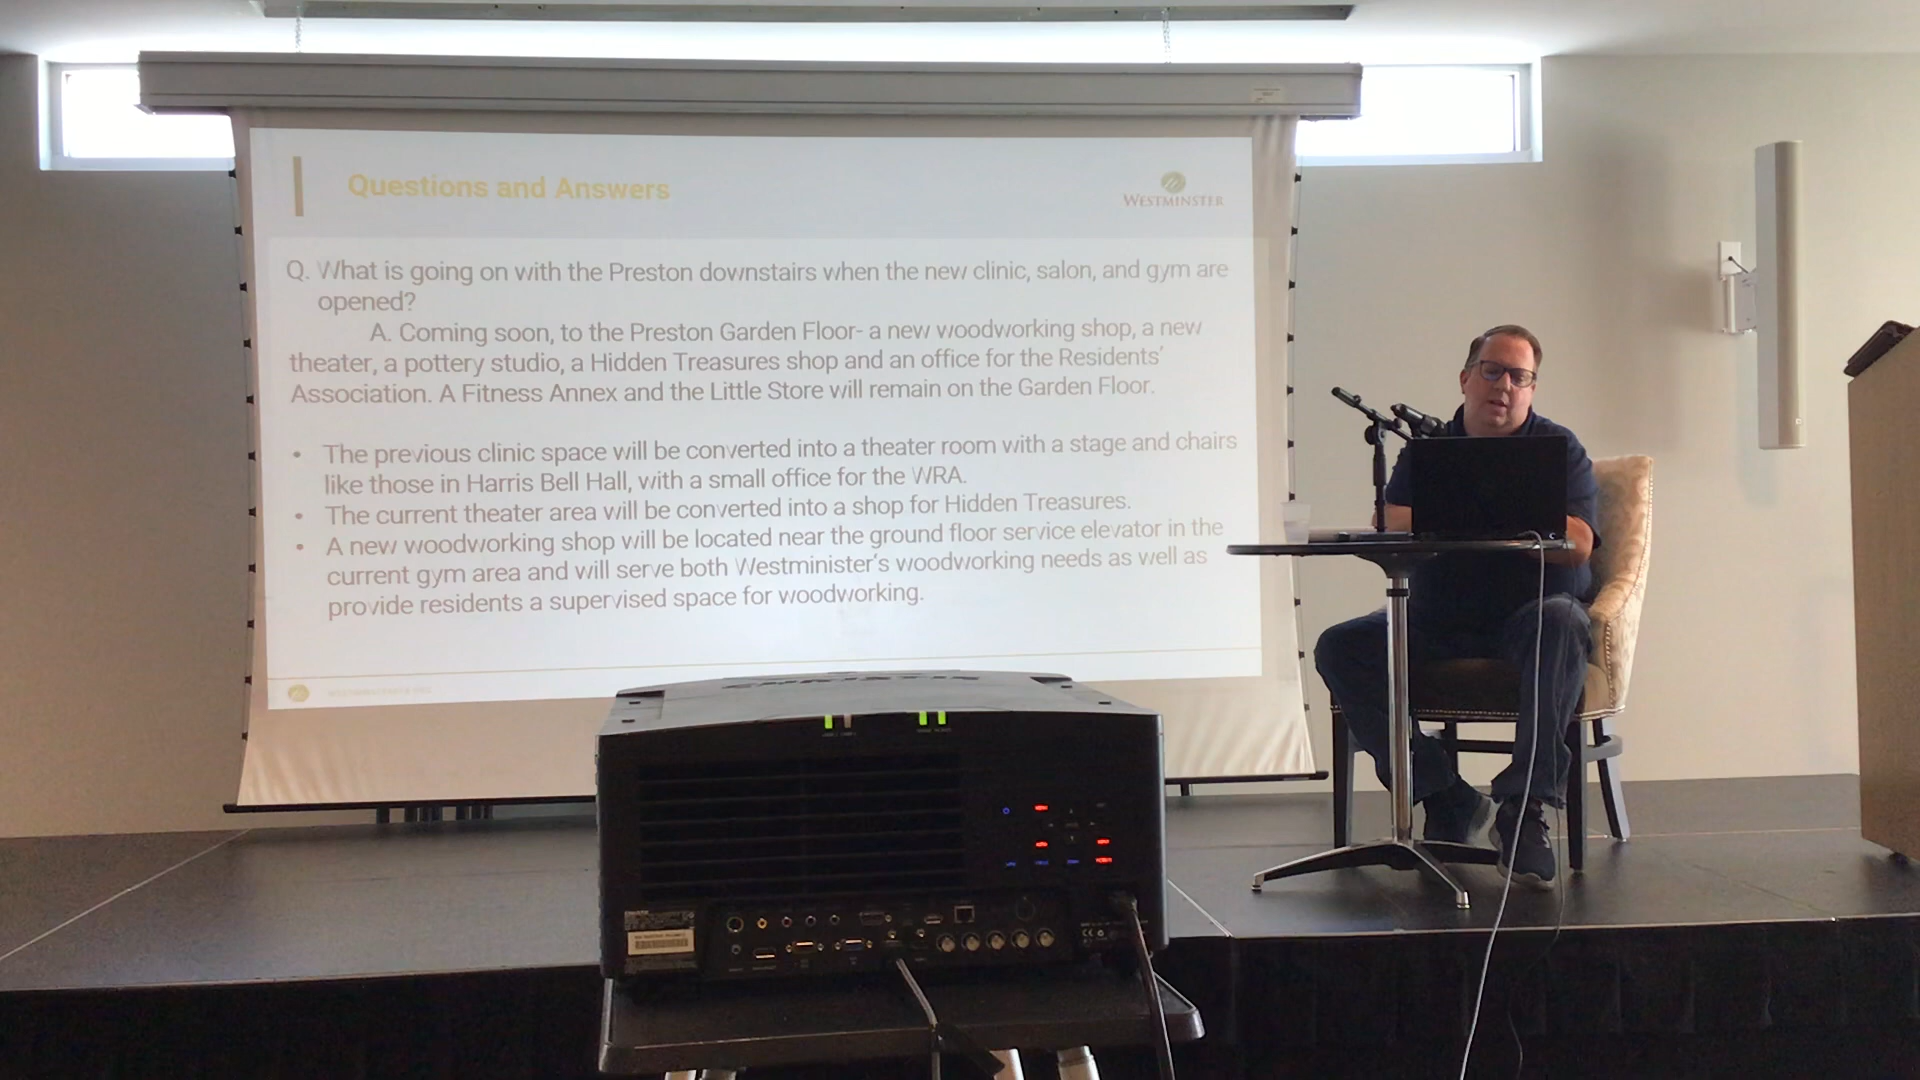 Questions and Answers
WESTMINSTER
Q. What is going on with the Preston downstairs when the new clinic, salon, and gym are
opened?
A. Coming soon, to the Preston Garden Floor- a new woodworking shop, a new
theater, a pottery studio, a Hidden Treasures shop and an office for the Residents'
Association. A Fitness Annex and the Little Store will remain on the Garden Floor.
• The previous clinic space will be converted into a theater room with a stage and chairs
like those in Harris Bell Hall, with a small office for the WRA.
• The current theater area will be converted into a shop for Hidden Treasures.
• A new woodworking shop will be located near the ground floor service elevator in the
current gym area and will serve both Westminister's woodworking needs as well as
provide residents a supervised space for woodworking.